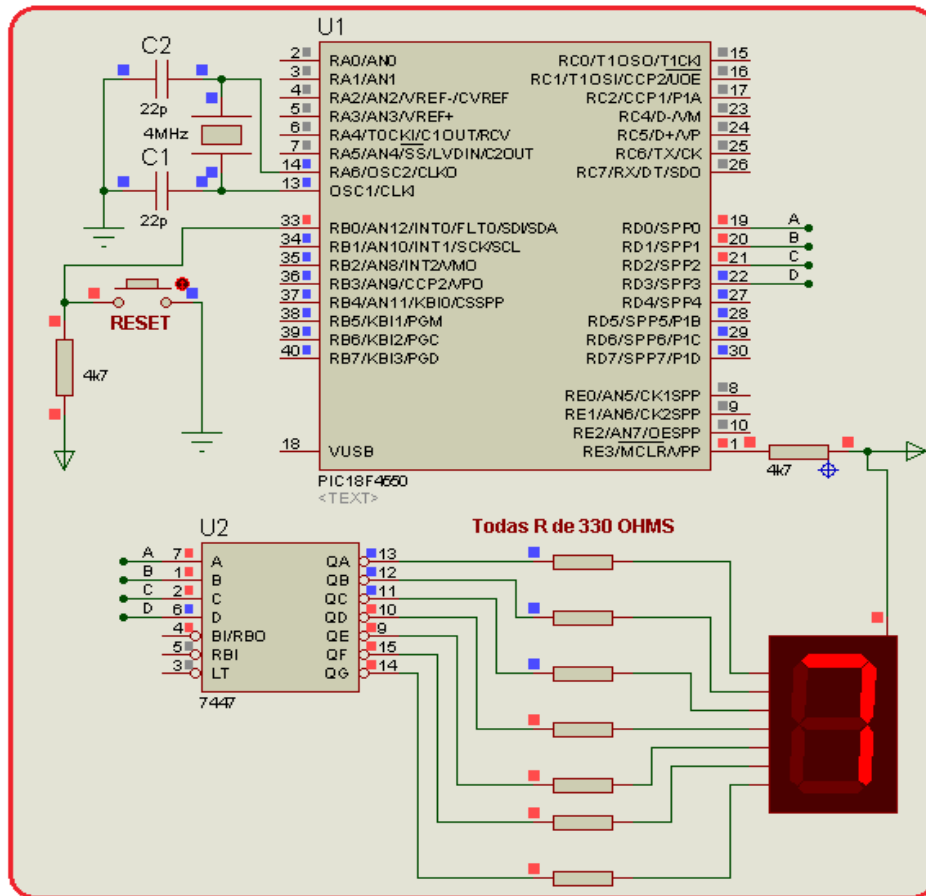 U1
C2
22p
4MHz
C1
22p
2 RA0/AN0
3 RA1/AN1
4 RA2/AN2/VREF-/CVREF
5 RA3/AN3/VREF+
6 RA4/T0CKI/C1OUT/RCV
7 RA5/AN4/SS/LVDIN/C2OUT
14 RA6/OSC2/CLKO
13 OSC1/CLKI
33 RB0/AN12/INT0/FLT0/SDI/SDA
34 RB1/AN10/INT1/SCK/SCL
35 RB2/AN8/INT2/VMO
36 RB3/AN9/CCP2/VPO
37 RB4/AN11/KBI0/CSSPP
38 RB5/KBI1/PGM
39 RB6/KBI2/PGC
40 RB7/KBI3/PGD
18 VUSB
RC0/T1OSO/T1CKI 15
RC1/T1OSI/CCP2/UOE 16
RC2/CCP1/P1A 17
RC4/D-/VM 23
RC5/D+/VP 24
RC6/TX/CK 25
RC7/RX/DT/SDO 26
RD0/SPP0 19 A
RD1/SPP1 20 B
RD2/SPP2 21 C
RD3/SPP3 22 D
RD4/SPP4 27
RD5/SPP5/P1B 28
RD6/SPP6/P1C 29
RD7/SPP7/P1D 30
RE0/AN5/CK1SPP 8
RE1/AN6/CK2SPP 9
RE2/AN7/OESPP 10
RE3/MCLR/VPP 1
4k7
RESET
4k7
PIC18F4550
<TEXT>
U2
Todas R de 330 OHMS
A 7 A QA 13
B 1 B QB 12
C 2 C QC 11
D 6 D QD 10
4 BI/RBO QE 9
5 RBI QF 15
3 LT QG 14
7447
7